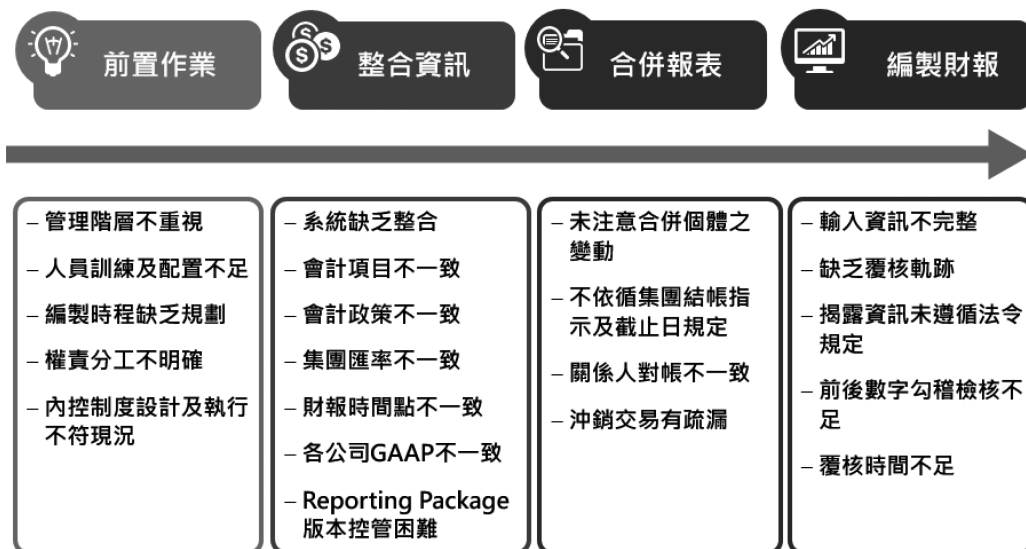 前置作業
整合資訊
合併報表
編製財報
– 管理階層不重視
– 人員訓練及配置不足
– 編製時程缺乏規劃
– 權責分工不明確
– 內控制度設計及執行
不符現況
– 系統缺乏整合
– 會計項目不一致
– 會計政策不一致
– 集團匯率不一致
– 財報時間點不一致
– 各公司GAAP不一致
– Reporting Package
版本控管困難
– 未注意合併個體之
變動
– 不依循集團結帳指
示及截止日規定
– 關係人對帳不一致
– 沖銷交易有疏漏
– 輸入資訊不完整
– 缺乏覆核軌跡
– 揭露資訊未遵循法令
規定
– 前後數字勾稽檢核不
足
– 覆核時間不足